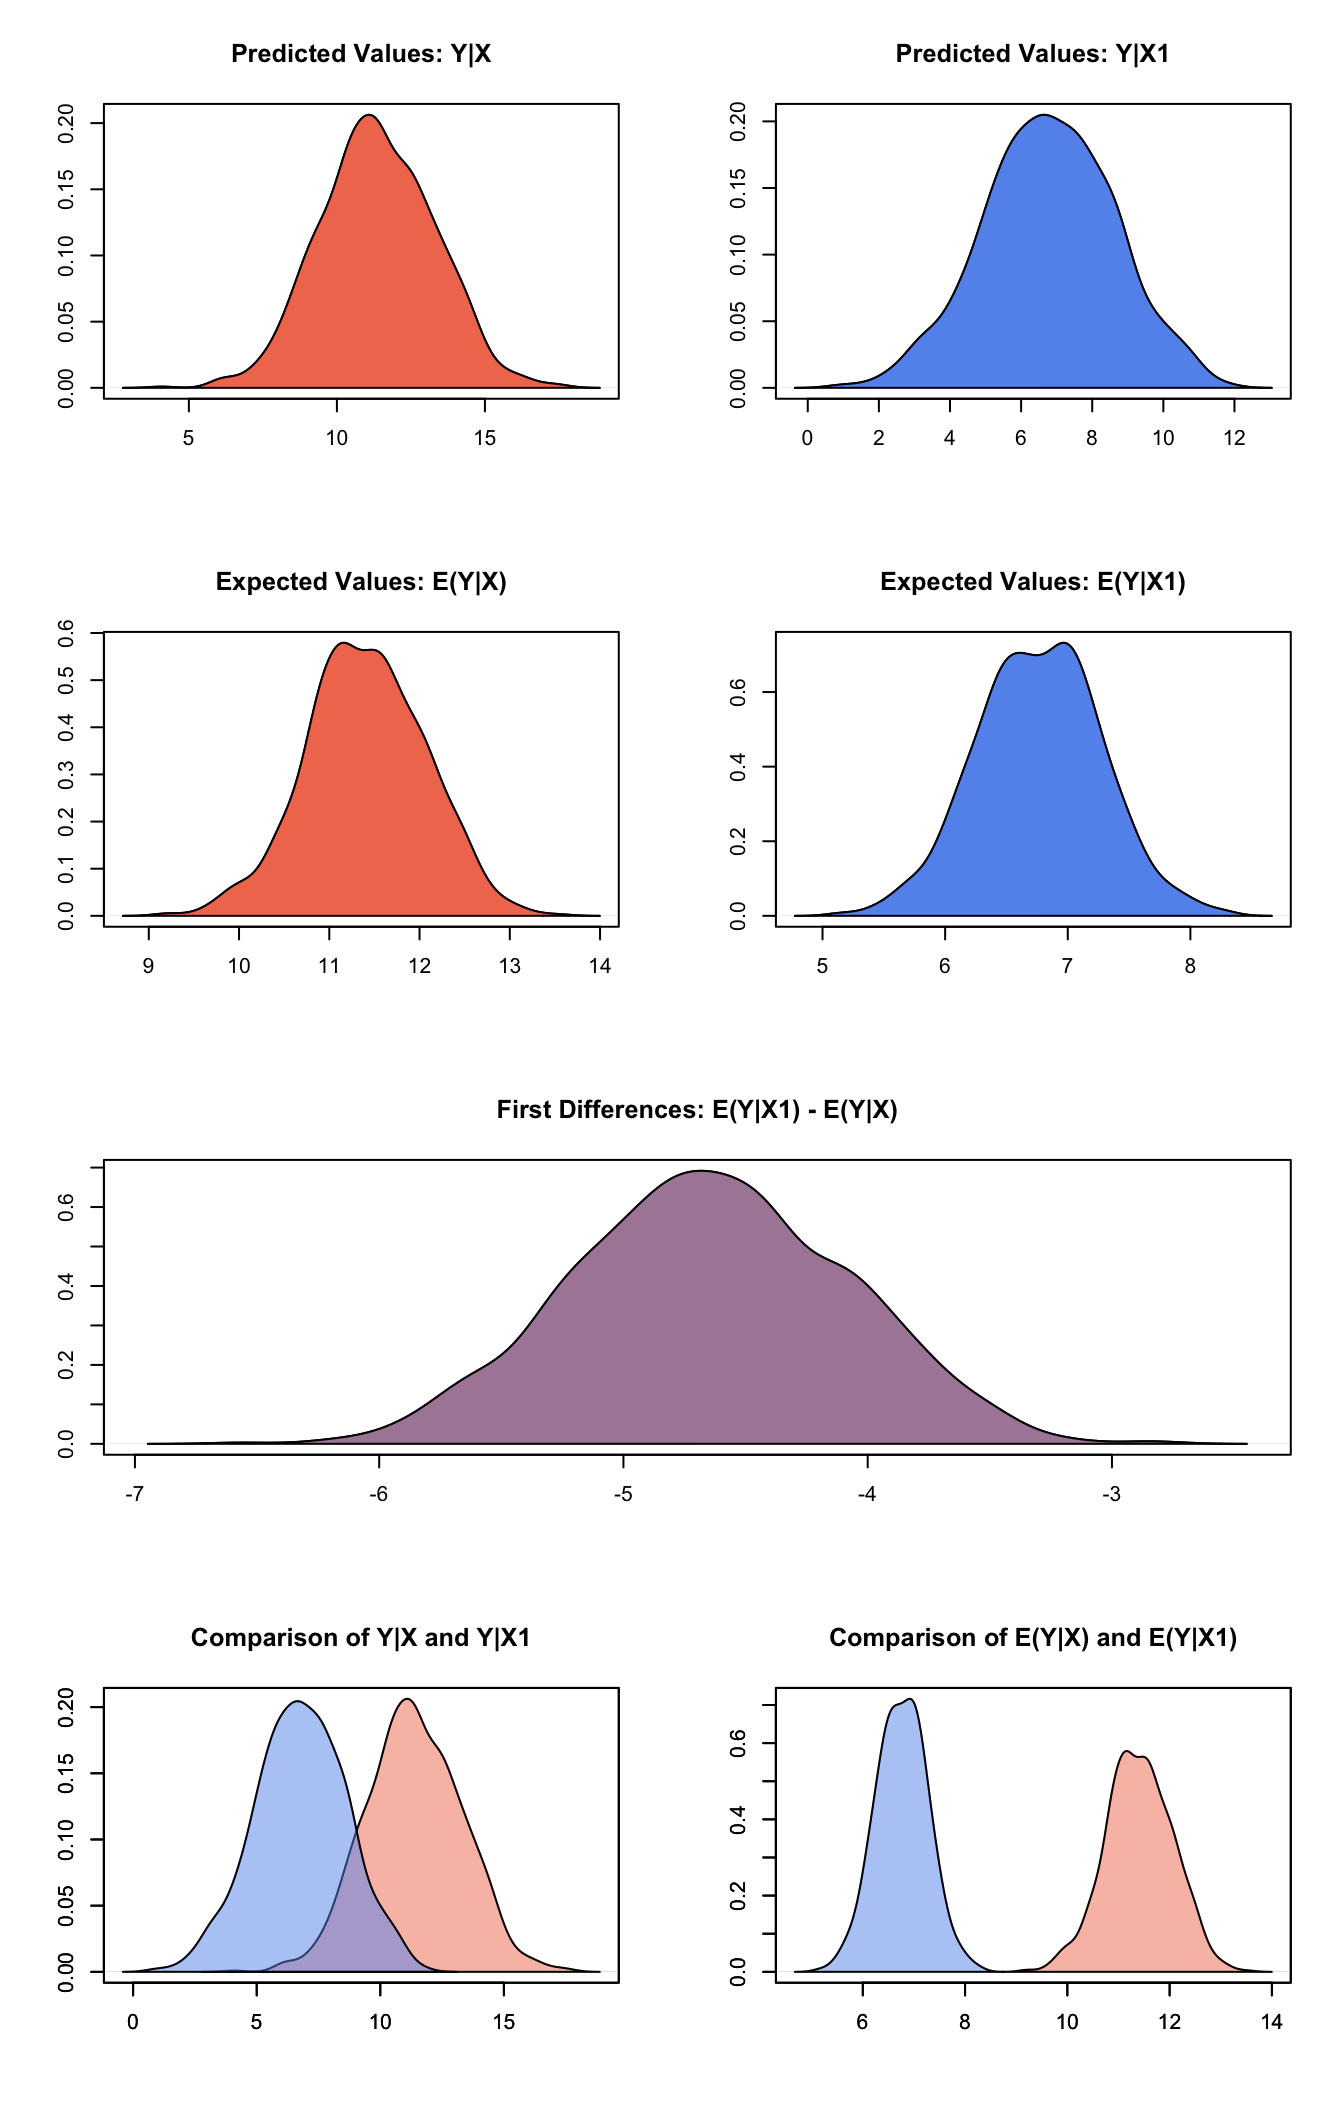 Predicted Values: Y|X
0.00 0.05 0.10 0.15 0.20
5 10 15
Predicted Values: Y|X1
0.00 0.05 0.10 0.15 0.20
0 2 4 6 8 10 12
Expected Values: E(Y|X)
0.0 0.1 0.2 0.3 0.4 0.5 0.6
9 10 11 12 13 14
Expected Values: E(Y|X1)
0.0 0.2 0.4 0.6
5 6 7 8
First Differences: E(Y|X1) - E(Y|X)
0.0 0.2 0.4 0.6
-7 -6 -5 -4 -3
Comparison of Y|X and Y|X1
0.00 0.05 0.10 0.15 0.20
0 5 10 15
Comparison of E(Y|X) and E(Y|X1)
0.0 0.2 0.4 0.6
6 8 10 12 14